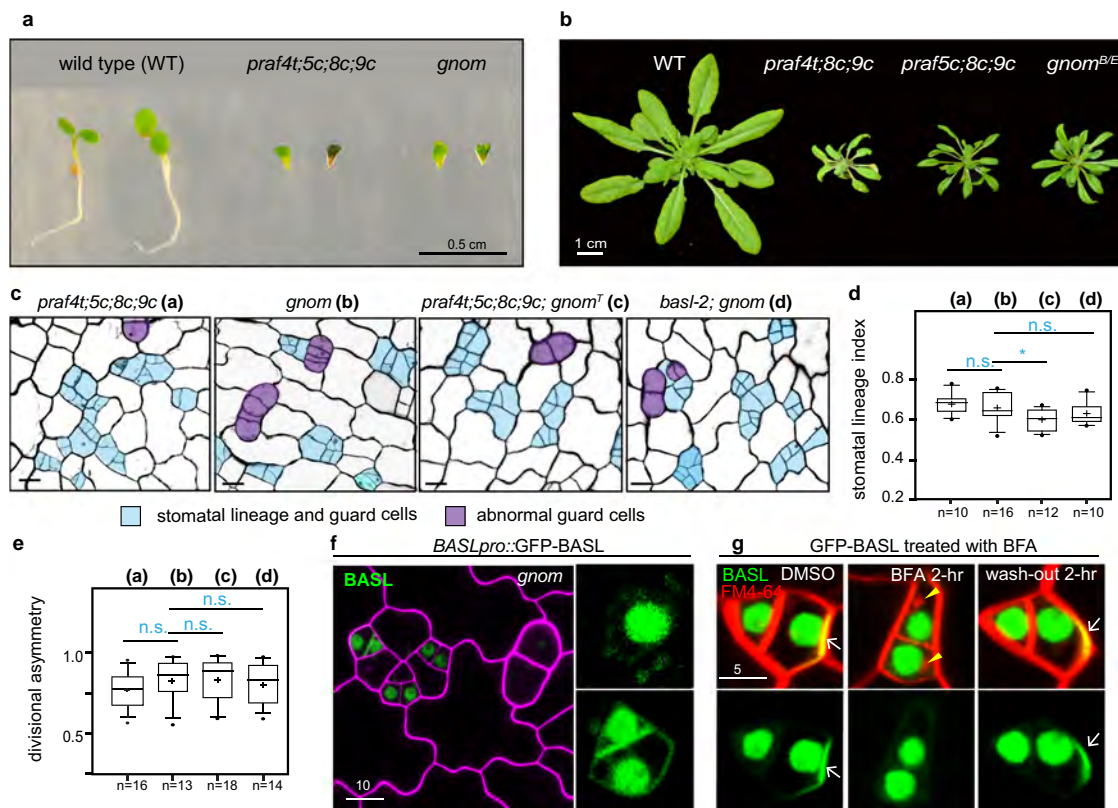 a
wild type (WT) praf4t;5c;8c;9c gnom
0.5 cm
b
WT praf4t;8c;9c praf5c;8c;9c gnom^B/E
1 cm
c
praf4t;5c;8c;9c (a) gnom (b) praf4t;5c;8c;9c; gnom^T (c) basl-2; gnom (d)
stomatal lineage and guard cells abnormal guard cells
d
(a) (b) (c) (d)
n.s.
n.s. *
stomatal lineage index
0.8
0.6
0.4
0.2
n=10 n=16 n=12 n=10
e
(a) (b) (c) (d)
n.s.
n.s. n.s.
divisional asymmetry
1.0
0.5
n=16 n=13 n=18 n=14
f
BASLpro::GFP-BASL
BASL gnom
10
g
GFP-BASL treated with BFA
BASL DMSO BFA 2-hr wash-out 2-hr
FM4-64
5